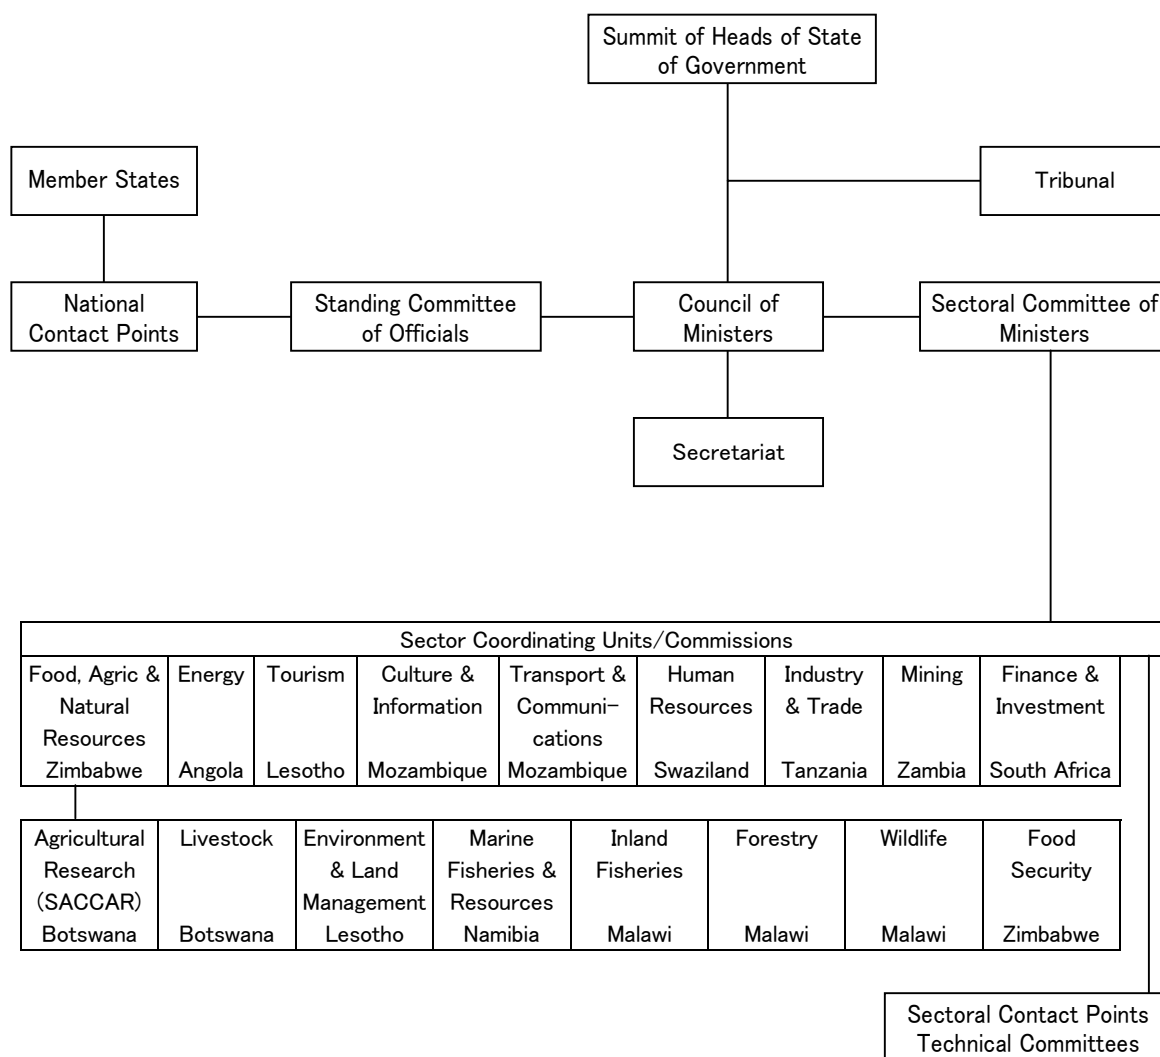 Summit of Heads of State
of Government
Member States
Tribunal
National
Contact Points
Standing Committee
of Officials
Council of
Ministers
Sectoral Committee of
Ministers
Secretariat
Sector Coordinating Units/Commissions
Food, Agric &
Natural
Resources
Zimbabwe
Energy
Angola
Tourism
Lesotho
Culture &
Information
Mozambique
Transport &
Communi-
cations
Mozambique
Human
Resources
Swaziland
Industry
& Trade
Tanzania
Mining
Zambia
Finance &
Investment
South Africa
Agricultural
Research
(SACCAR)
Botswana
Livestock
Botswana
Environment
& Land
Management
Lesotho
Marine
Fisheries &
Resources
Namibia
Inland
Fisheries
Malawi
Forestry
Malawi
Wildlife
Malawi
Food
Security
Zimbabwe
Sectoral Contact Points
Technical Committees